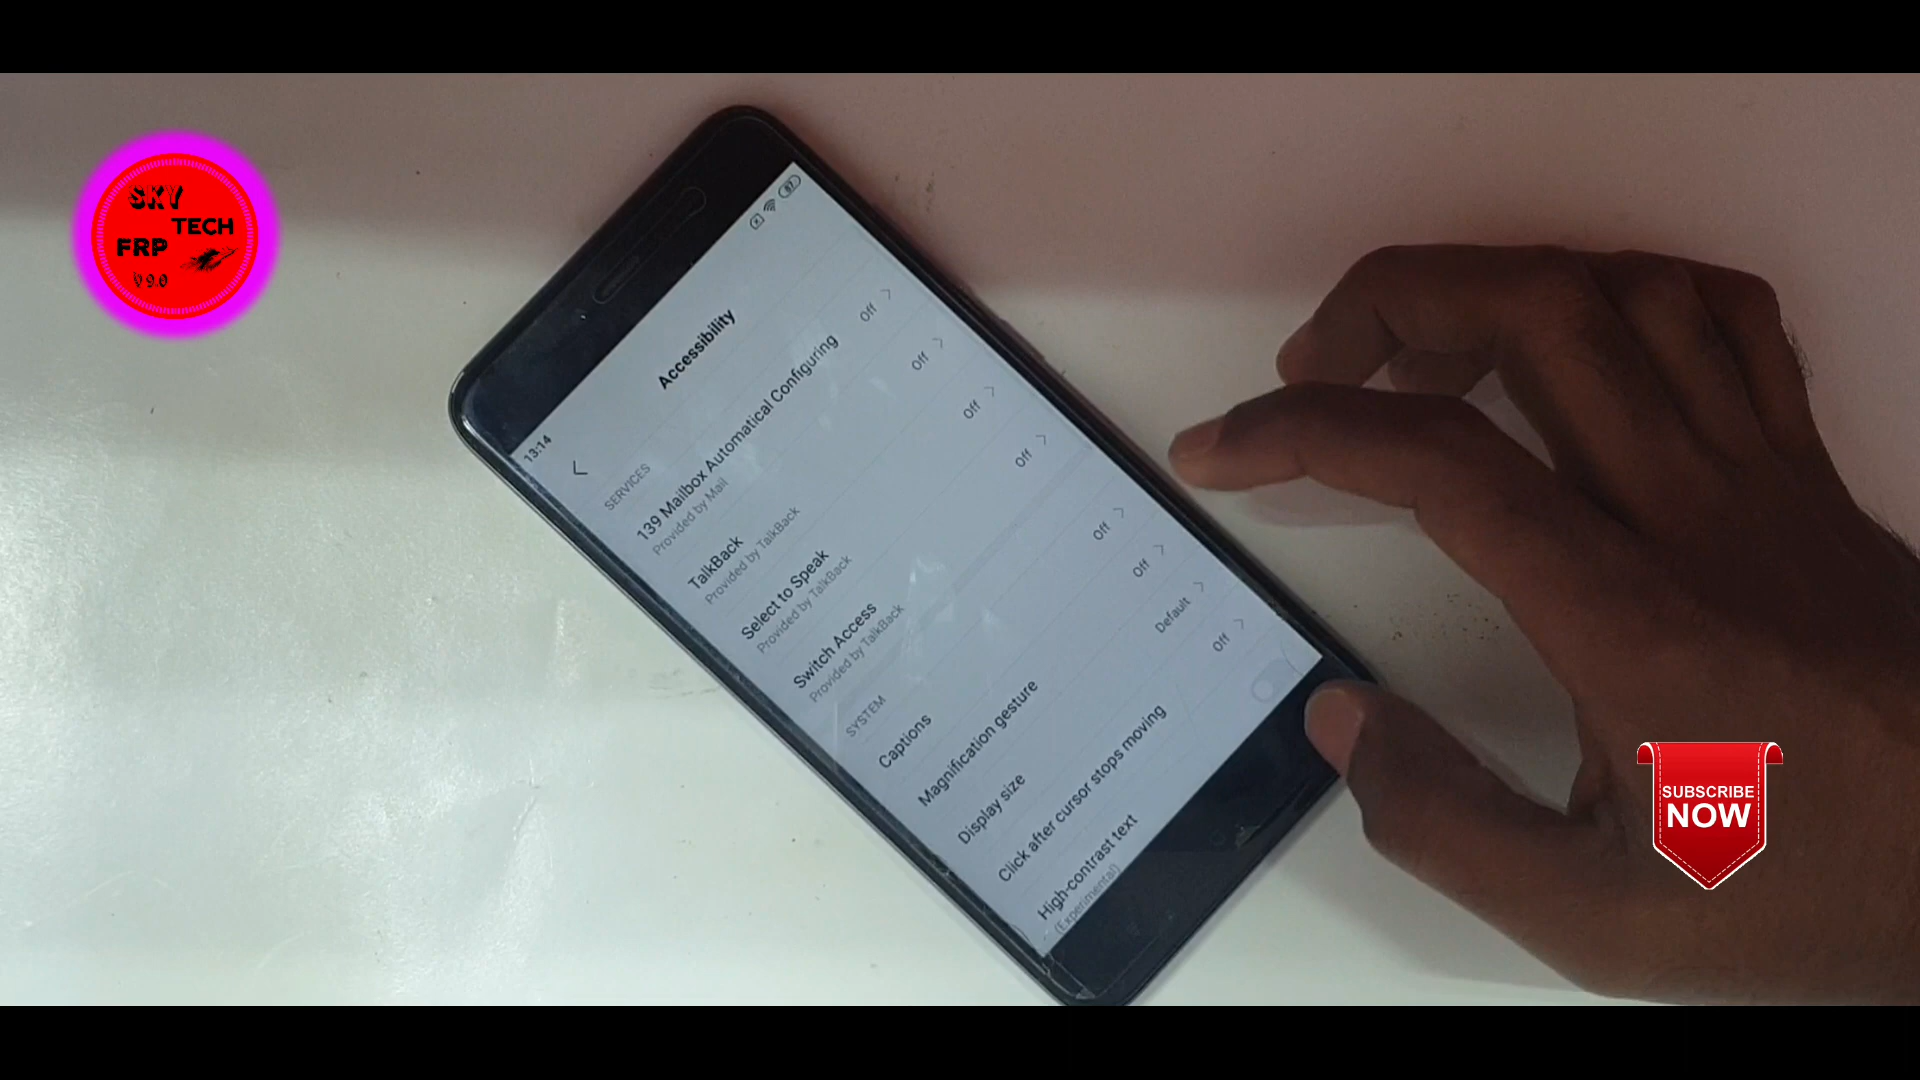 SKY
TECH
FRP
V 9.0
13:14
Accessibility
SERVICES
139 Mailbox Automatical Configuring
Provided by Mail
Off
TalkBack
Provided by TalkBack
Off
Select to Speak
Provided by TalkBack
Off
Switch Access
Provided by TalkBack
Off
SYSTEM
Captions
Off
Magnification gesture
Off
Display size
Default
Click after cursor stops moving
Off
High-contrast text
(Experimental)
SUBSCRIBE
NOW